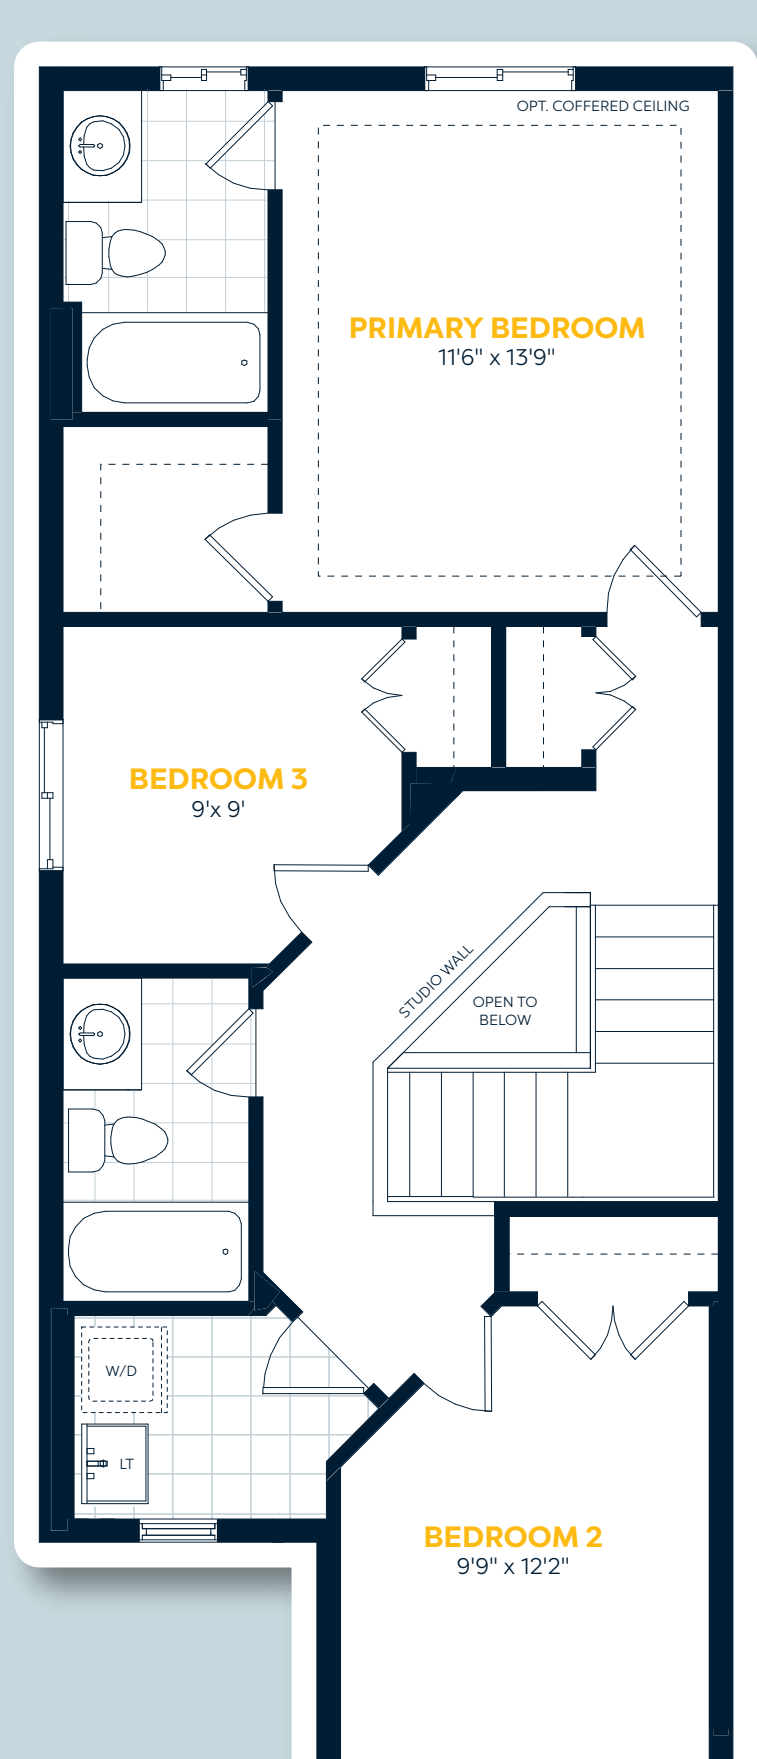 OPT. COFFERED CEILING
PRIMARY BEDROOM
11'6" x 13'9"
BEDROOM 3
9'x 9'
STUDIO WALL
OPEN TO
BELOW
W/D
LT
BEDROOM 2
9'9" x 12'2"